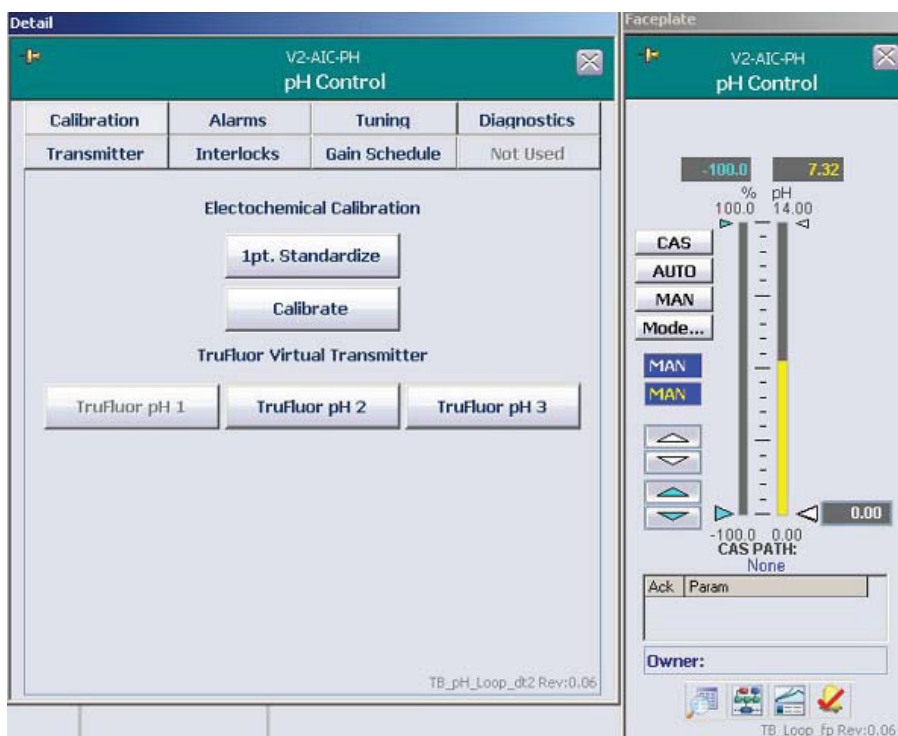 Detail
V2-AIC-PH
pH Control
Calibration Alarms Tuning Diagnostics
Transmitter Interlocks Gain Schedule Not Used
Electochemical Calibration
1pt. Standardize
Calibrate
TruFluor Virtual Transmitter
TruFluor pH 1 TruFluor pH 2 TruFluor pH 3
TB_pH_Loop_dt2 Rev:0.06
Faceplate
V2-AIC-PH
pH Control
-100.0 7.32
% pH
100.0 14.00
CAS
AUTO
MAN
Mode...
MAN
MAN
0.00
-100.0 0.00
CAS PATH:
None
Ack Param
Owner:
TB_Loop_fp Rev:0.06